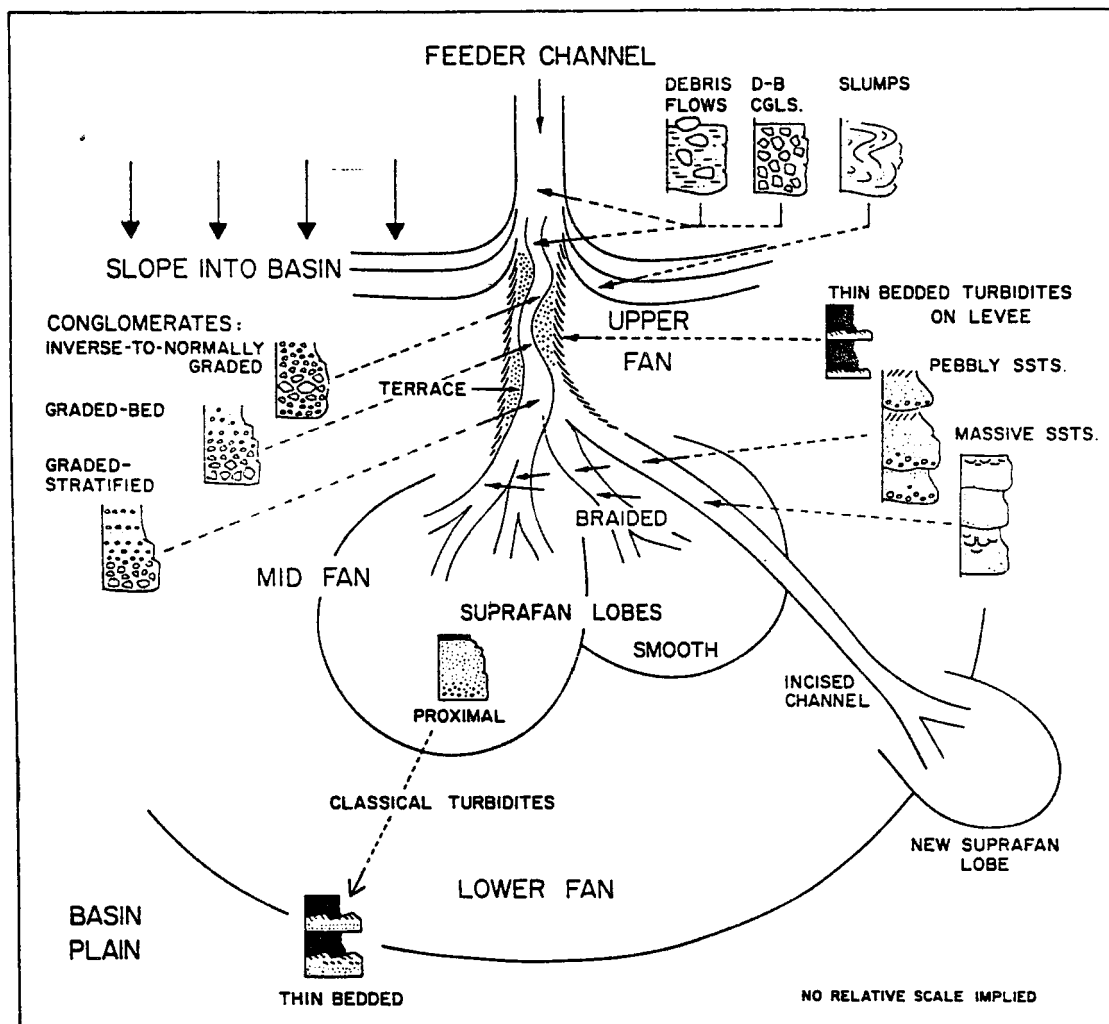 FEEDER CHANNEL
DEBRIS
FLOWS
D-B
CGLS.
SLUMPS
SLOPE INTO BASIN
THIN BEDDED TURBIDITES
ON LEVEE
CONGLOMERATES:
INVERSE-TO-NORMALLY
GRADED
UPPER
FAN
PEBBLY SSTS.
TERRACE
GRADED-BED
MASSIVE SSTS.
GRADED-
STRATIFIED
BRAIDED
MID FAN
SUPRAFAN LOBES
SMOOTH
INCISED
CHANNEL
PROXIMAL
CLASSICAL TURBIDITES
NEW SUPRAFAN
LOBE
LOWER FAN
BASIN
PLAIN
THIN BEDDED
NO RELATIVE SCALE IMPLIED